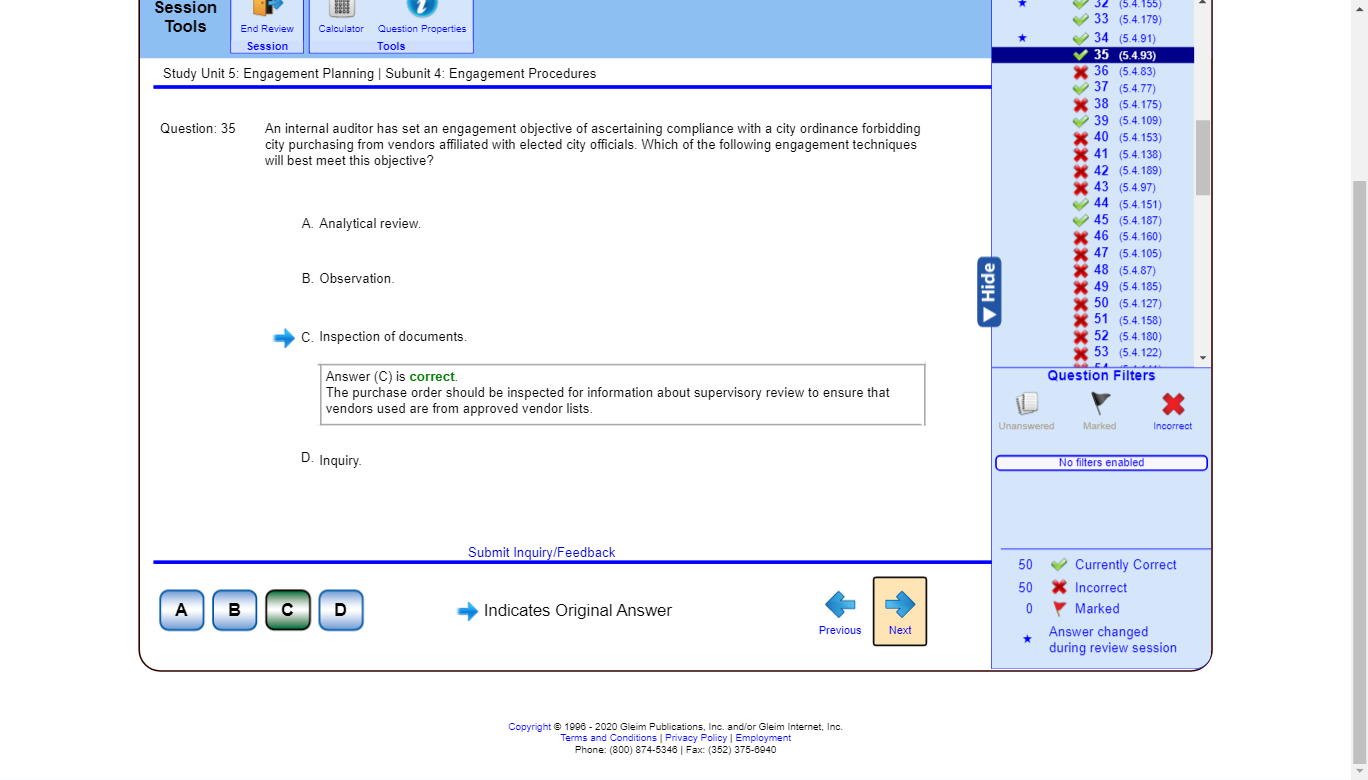 Session
Tools
End Review
Session
Calculator
Question Properties
Tools
Study Unit 5: Engagement Planning | Subunit 4: Engagement Procedures
Question: 35
An internal auditor has set an engagement objective of ascertaining compliance with a city ordinance forbidding
city purchasing from vendors affiliated with elected city officials. Which of the following engagement techniques
will best meet this objective?
A. Analytical review.
B. Observation.
C. Inspection of documents.
Answer (C) is correct.
The purchase order should be inspected for information about supervisory review to ensure that
vendors used are from approved vendor lists.
D. Inquiry.
Submit Inquiry/Feedback
A B C D
Indicates Original Answer
Previous
Next
Hide
32 (5.4.155)
33 (5.4.179)
34 (5.4.91)
35 (5.4.93)
36 (5.4.83)
37 (5.4.77)
38 (5.4.175)
39 (5.4.109)
40 (5.4.153)
41 (5.4.138)
42 (5.4.189)
43 (5.4.97)
44 (5.4.151)
45 (5.4.187)
46 (5.4.160)
47 (5.4.105)
48 (5.4.87)
49 (5.4.185)
50 (5.4.127)
51 (5.4.158)
52 (5.4.180)
53 (5.4.122)
Question Filters
Unanswered
Marked
Incorrect
No filters enabled
50 Currently Correct
50 Incorrect
0 Marked
Answer changed
during review session
Copyright © 1996 - 2020 Gleim Publications, Inc. and/or Gleim Internet, Inc.
Terms and Conditions | Privacy Policy | Employment
Phone: (800) 874-5346 | Fax: (352) 375-6940